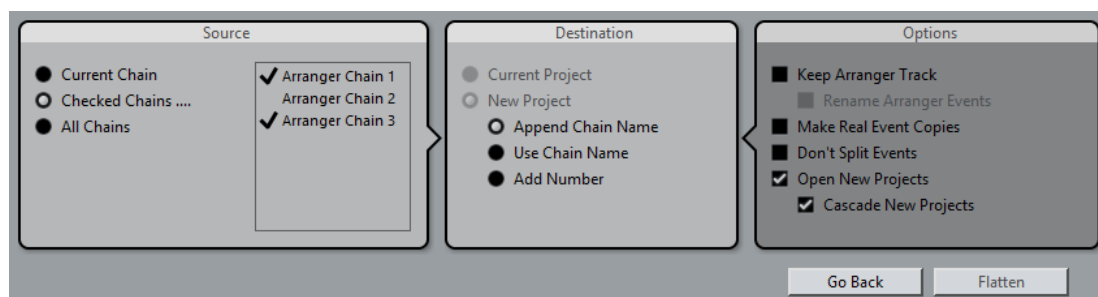 Source
Current Chain
Checked Chains ....
All Chains
Arranger Chain 1
Arranger Chain 2
Arranger Chain 3
Destination
Current Project
New Project
Append Chain Name
Use Chain Name
Add Number
Options
Keep Arranger Track
Rename Arranger Events
Make Real Event Copies
Don't Split Events
Open New Projects
Cascade New Projects
Go Back
Flatten